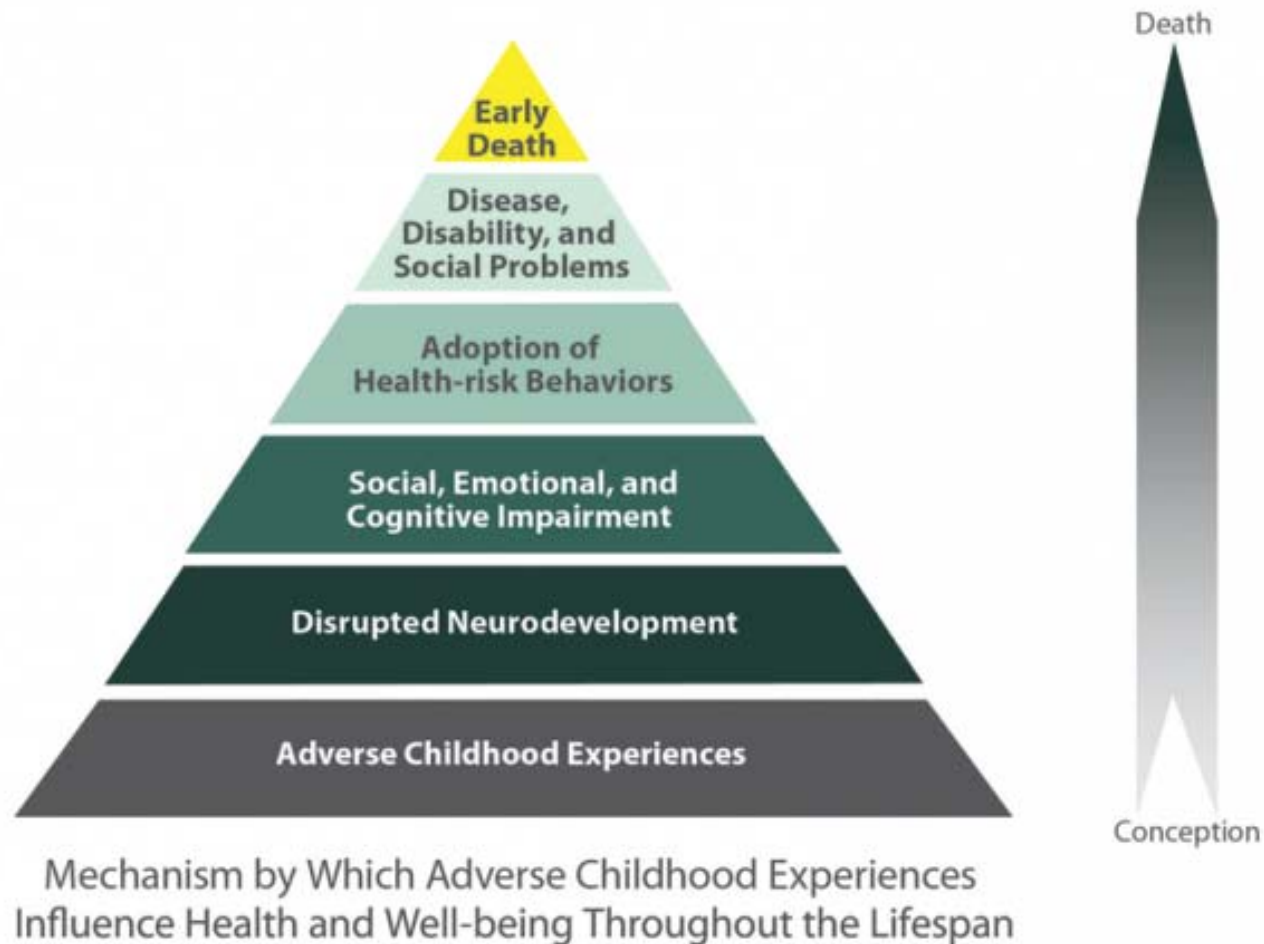 Death
Early
Death
Disease,
Disability, and
Social Problems
Adoption of
Health-risk Behaviors
Social, Emotional, and
Cognitive Impairment
Disrupted Neurodevelopment
Adverse Childhood Experiences
Conception
Mechanism by Which Adverse Childhood Experiences
Influence Health and Well-being Throughout the Lifespan